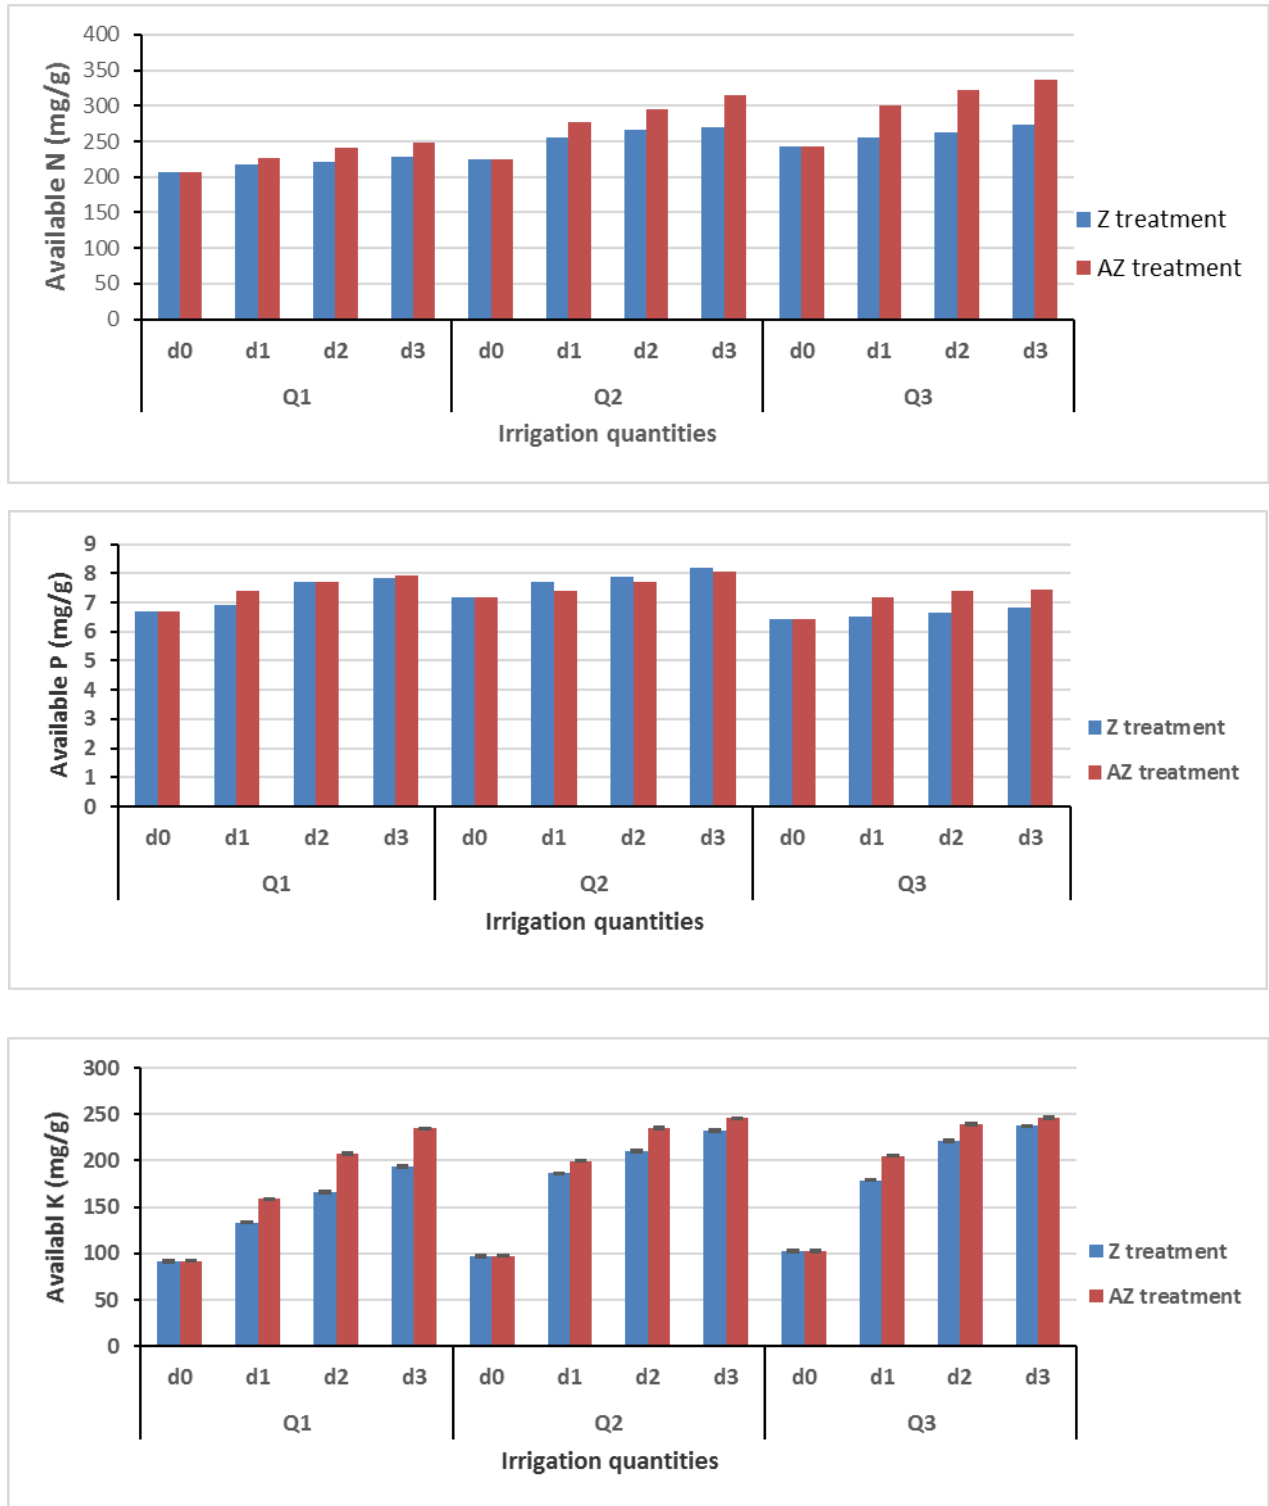 400
350
300
250
200
150
100
50
0
Available N (mg/g)
d0 d1 d2 d3 d0 d1 d2 d3 d0 d1 d2 d3
Q1 Q2 Q3
Irrigation quantities
Z treatment
AZ treatment
9
8
7
6
5
4
3
2
1
0
Available P (mg/g)
d0 d1 d2 d3 d0 d1 d2 d3 d0 d1 d2 d3
Q1 Q2 Q3
Irrigation quantities
Z treatment
AZ treatment
300
250
200
150
100
50
0
Availabl K (mg/g)
d0 d1 d2 d3 d0 d1 d2 d3 d0 d1 d2 d3
Q1 Q2 Q3
Irrigation quantities
Z treatment
AZ treatment